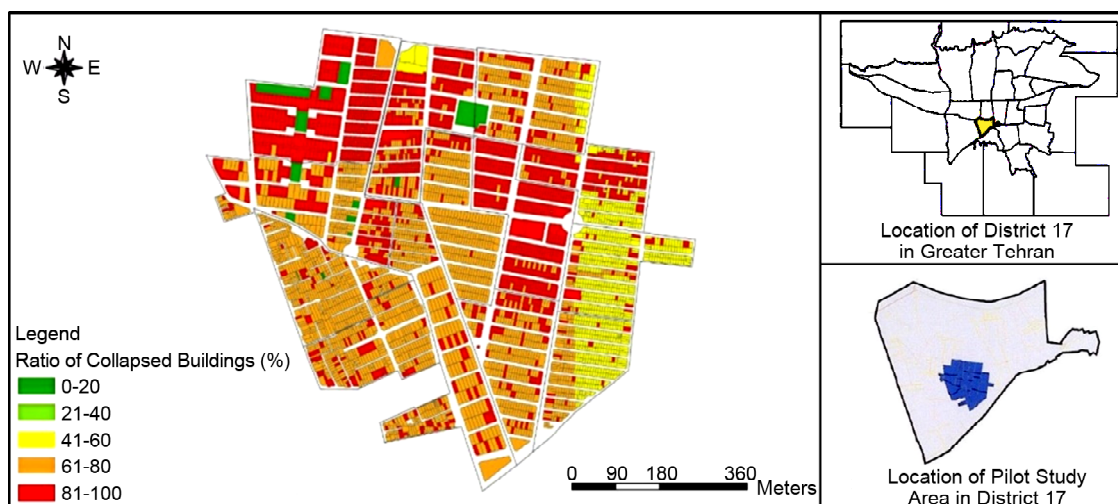 N
W E
S
Legend
Ratio of Collapsed Buildings (%)
0-20
21-40
41-60
61-80
81-100
0 90 180 360
Meters
Location of District 17
in Greater Tehran
Location of Pilot Study
Area in District 17